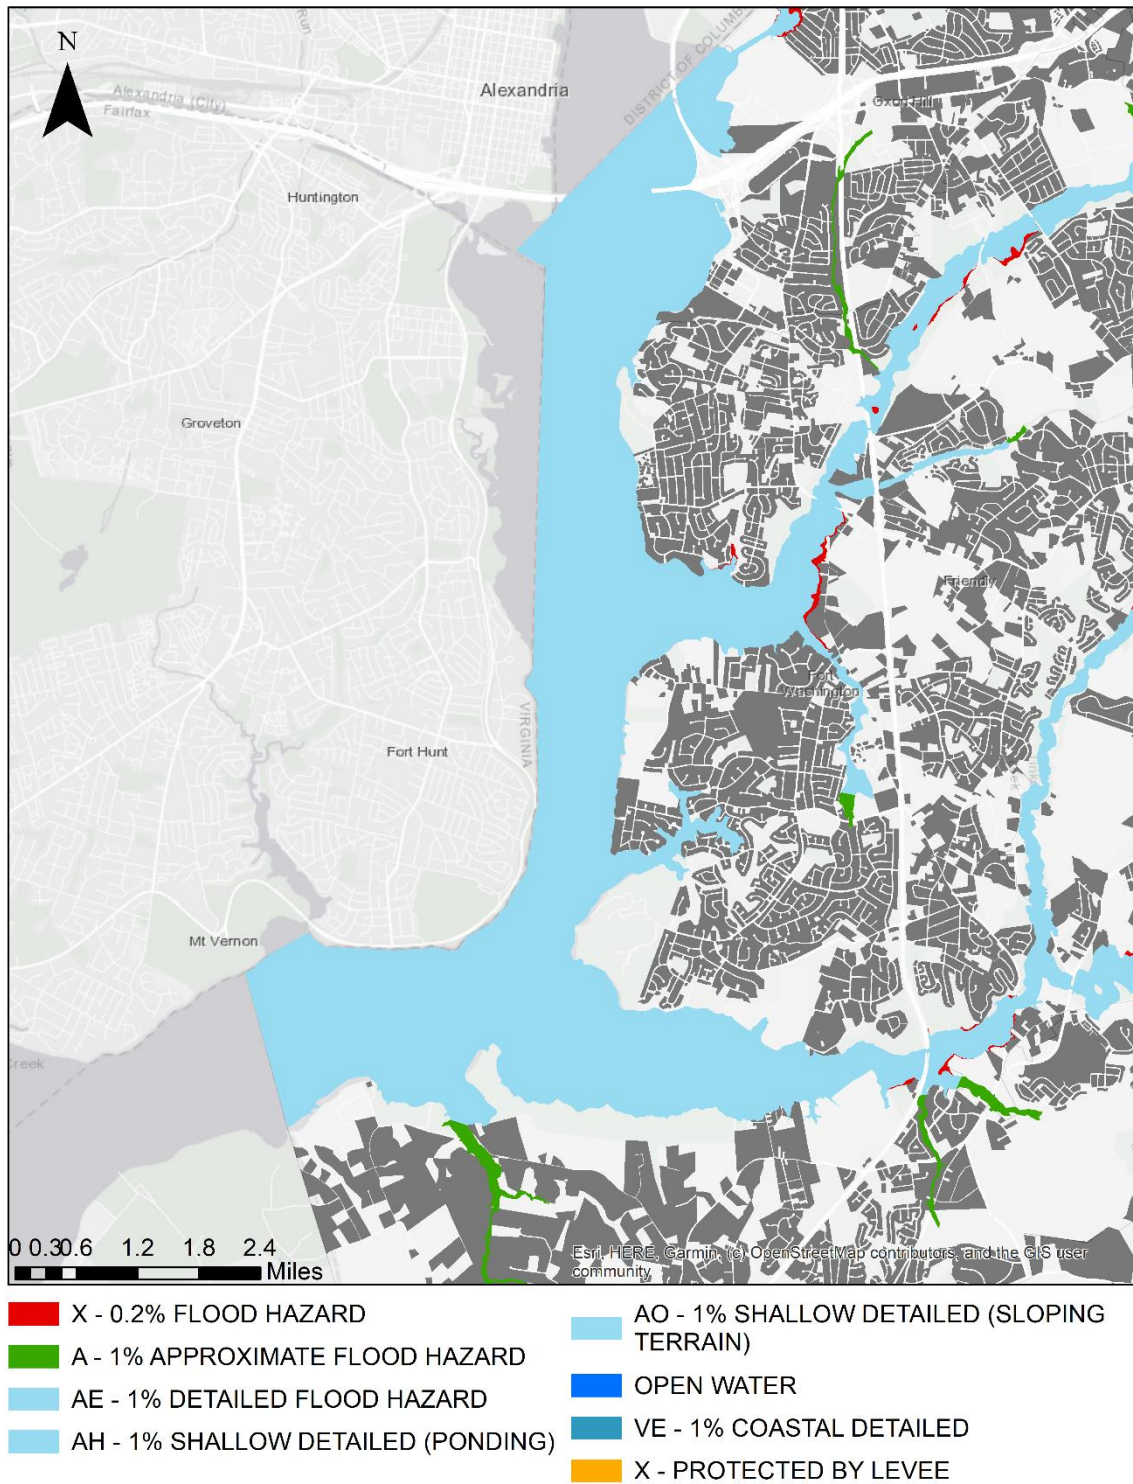 N
DISTRICT OF COLUMB
Alexandria
Run
Alexandria (City)
Fairfax
Oxon Hill
Huntington
Groveton
Friendly
Fort
Washington
VIRGINIA
Fort Hunt
Mt Vernon
Creek
0 0.30.6 1.2 1.8 2.4
Miles
Esri, HERE, Garmin, (c) OpenStreetMap contributors, and the GIS user
community
X - 0.2% FLOOD HAZARD
A - 1% APPROXIMATE FLOOD HAZARD
AE - 1% DETAILED FLOOD HAZARD
AH - 1% SHALLOW DETAILED (PONDING)
AO - 1% SHALLOW DETAILED (SLOPING
TERRAIN)
OPEN WATER
VE - 1% COASTAL DETAILED
X - PROTECTED BY LEVEE